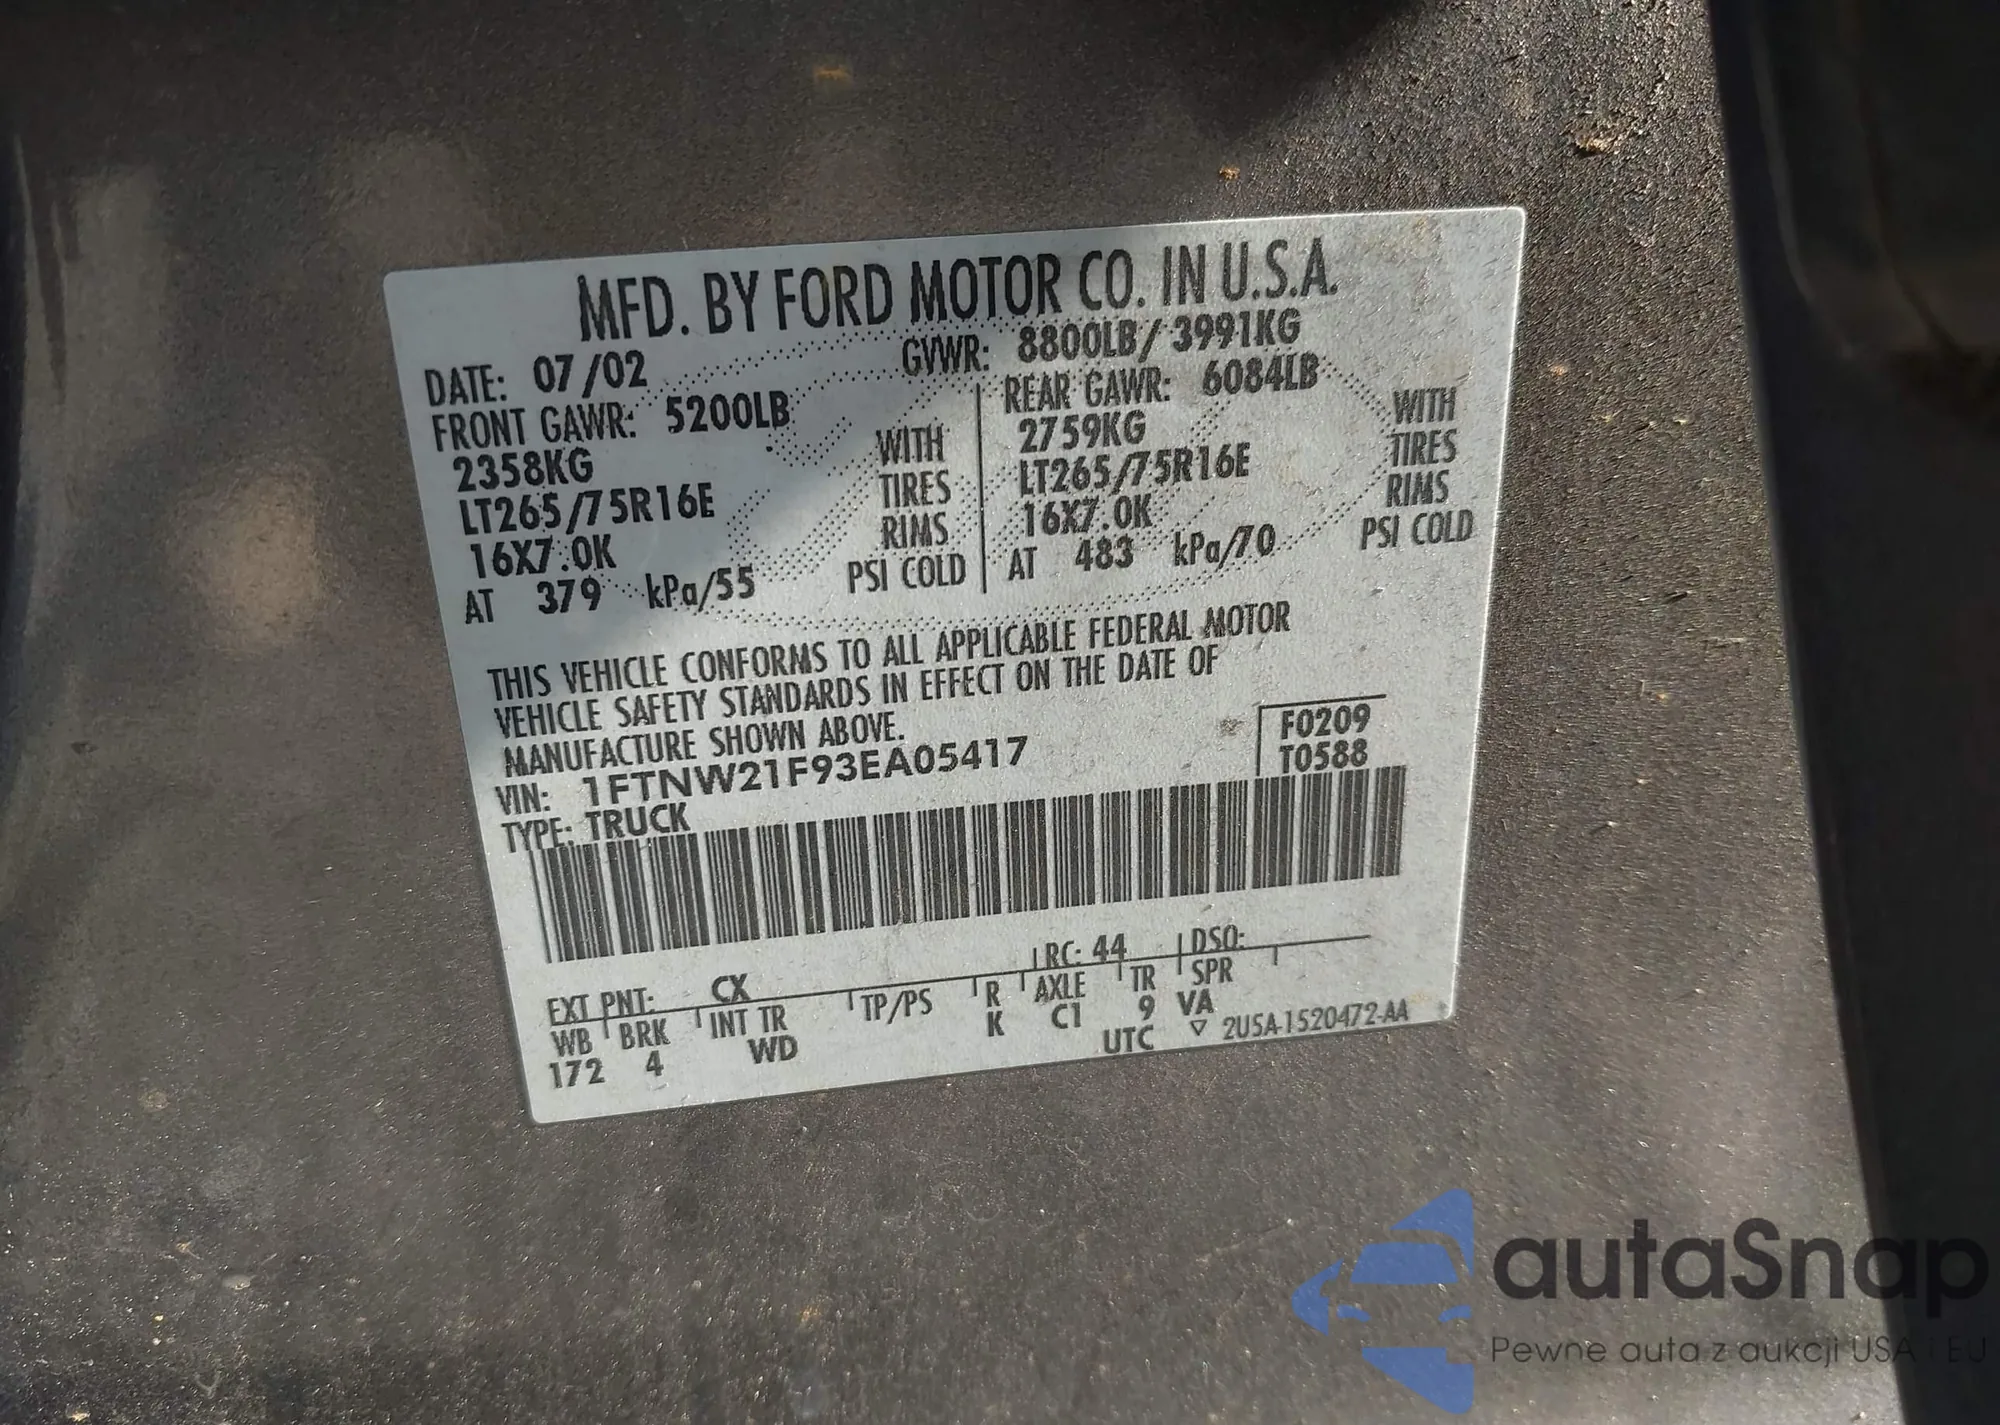 MFD. BY FORD MOTOR CO. IN U.S.A.
DATE: 07/02 GVWR: 8800LB/ 3991KG
FRONT GAWR: 5200LB REAR GAWR: 6084LB
2358KG WITH 2759KG WITH
LT265/75R16E TIRES LT265/75R16E TIRES
16X7.0K RIMS 16X7.0K RIMS
AT 379 kPa/55 PSI COLD AT 483 kPa/70 PSI COLD
THIS VEHICLE CONFORMS TO ALL APPLICABLE FEDERAL MOTOR
VEHICLE SAFETY STANDARDS IN EFFECT ON THE DATE OF
MANUFACTURE SHOWN ABOVE.
F0209
VIN: 1FTNW21F93EA05417
T0588
TYPE: TRUCK
EXT PNT: CX RC: 44 DSO:
WB BRK INT TR TP/PS R AXLE TR SPR
172 4 WD K C1 9 VA
UTC ▽ 2U5A-1520472-AA
autaSnap
Pewne auta z aukcji USA i EU